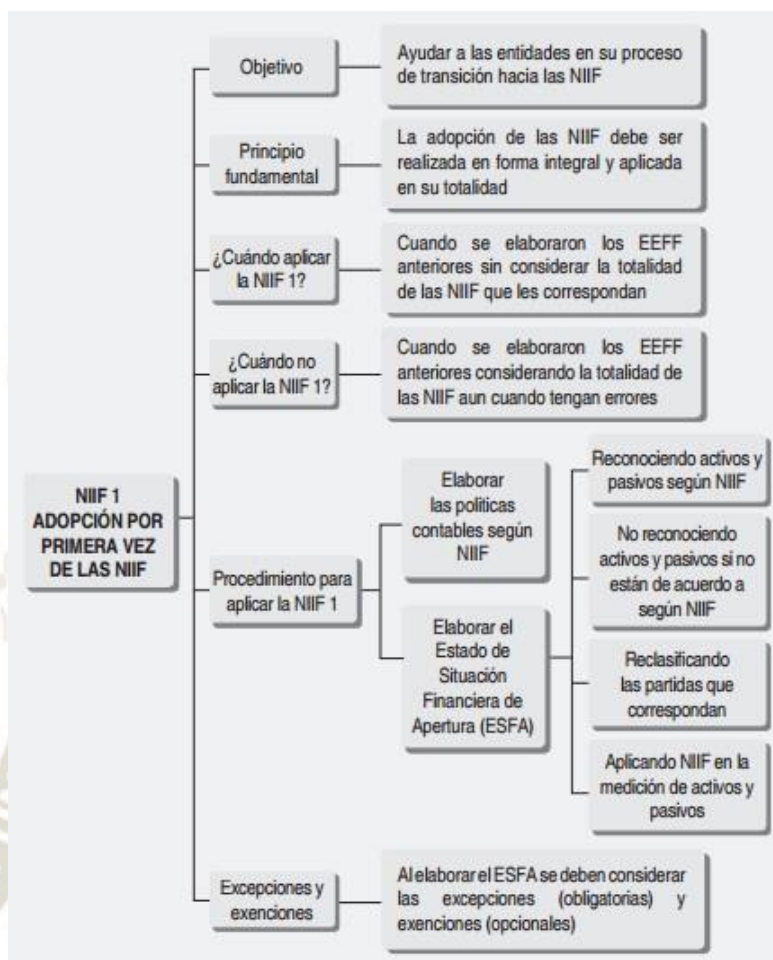 Objetivo
Ayudar a las entidades en su proceso
de transición hacia las NIIF
Principio
fundamental
La adopción de las NIIF debe ser
realizada en forma integral y aplicada
en su totalidad
¿Cuándo aplicar
la NIIF 1?
Cuando se elaboraron los EEFF
anteriores sin considerar la totalidad
de las NIIF que les correspondan
¿Cuándo no
aplicar la NIIF 1?
Cuando se elaboraron los EEFF
anteriores considerando la totalidad de
las NIIF aun cuando tengan errores
NIIF 1
ADOPCIÓN POR
PRIMERA VEZ
DE LAS NIIF
Procedimiento para
aplicar la NIIF 1
Elaborar
las políticas
contables según
NIIF
Elaborar el
Estado de
Situación
Financiera de
Apertura (ESFA)
Reconociendo activos y
pasivos según NIIF
No reconociendo
activos y pasivos si no
están de acuerdo a
según NIIF
Reclasificando
las partidas que
correspondan
Aplicando NIIF en la
medición de activos y
pasivos
Excepciones y
exenciones
Al elaborar el ESFA se deben considerar
las excepciones (obligatorias) y
exenciones (opcionales)